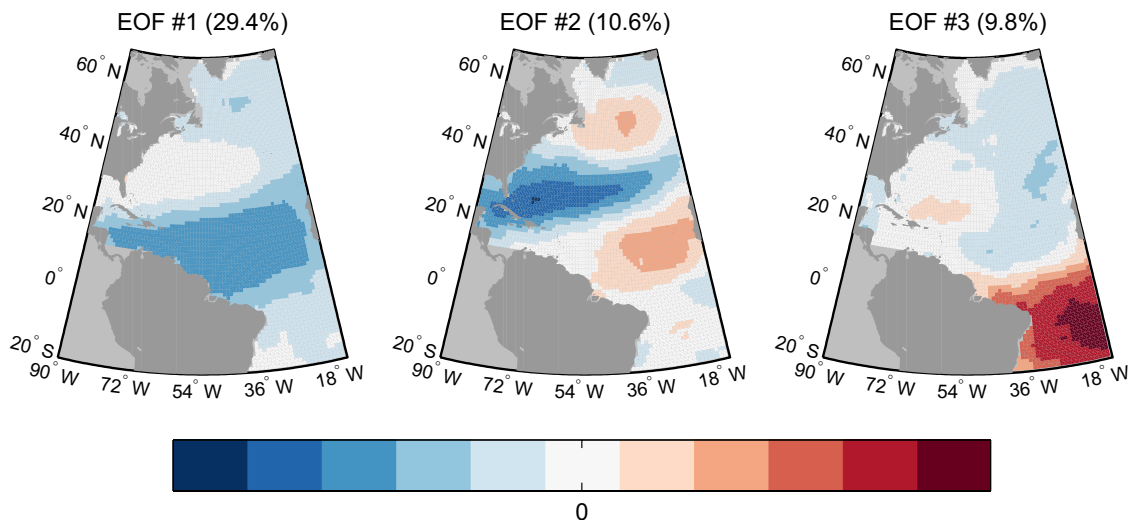 EOF #1 (29.4%)
EOF #2 (10.6%)
EOF #3 (9.8%)
60° N
40° N
20° N
0°
20° S
90° W
72° W
54° W
36° W
18° W
60° N
40° N
20° N
0°
20° S
90° W
72° W
54° W
36° W
18° W
60° N
40° N
20° N
0°
20° S
90° W
72° W
54° W
36° W
18° W
0